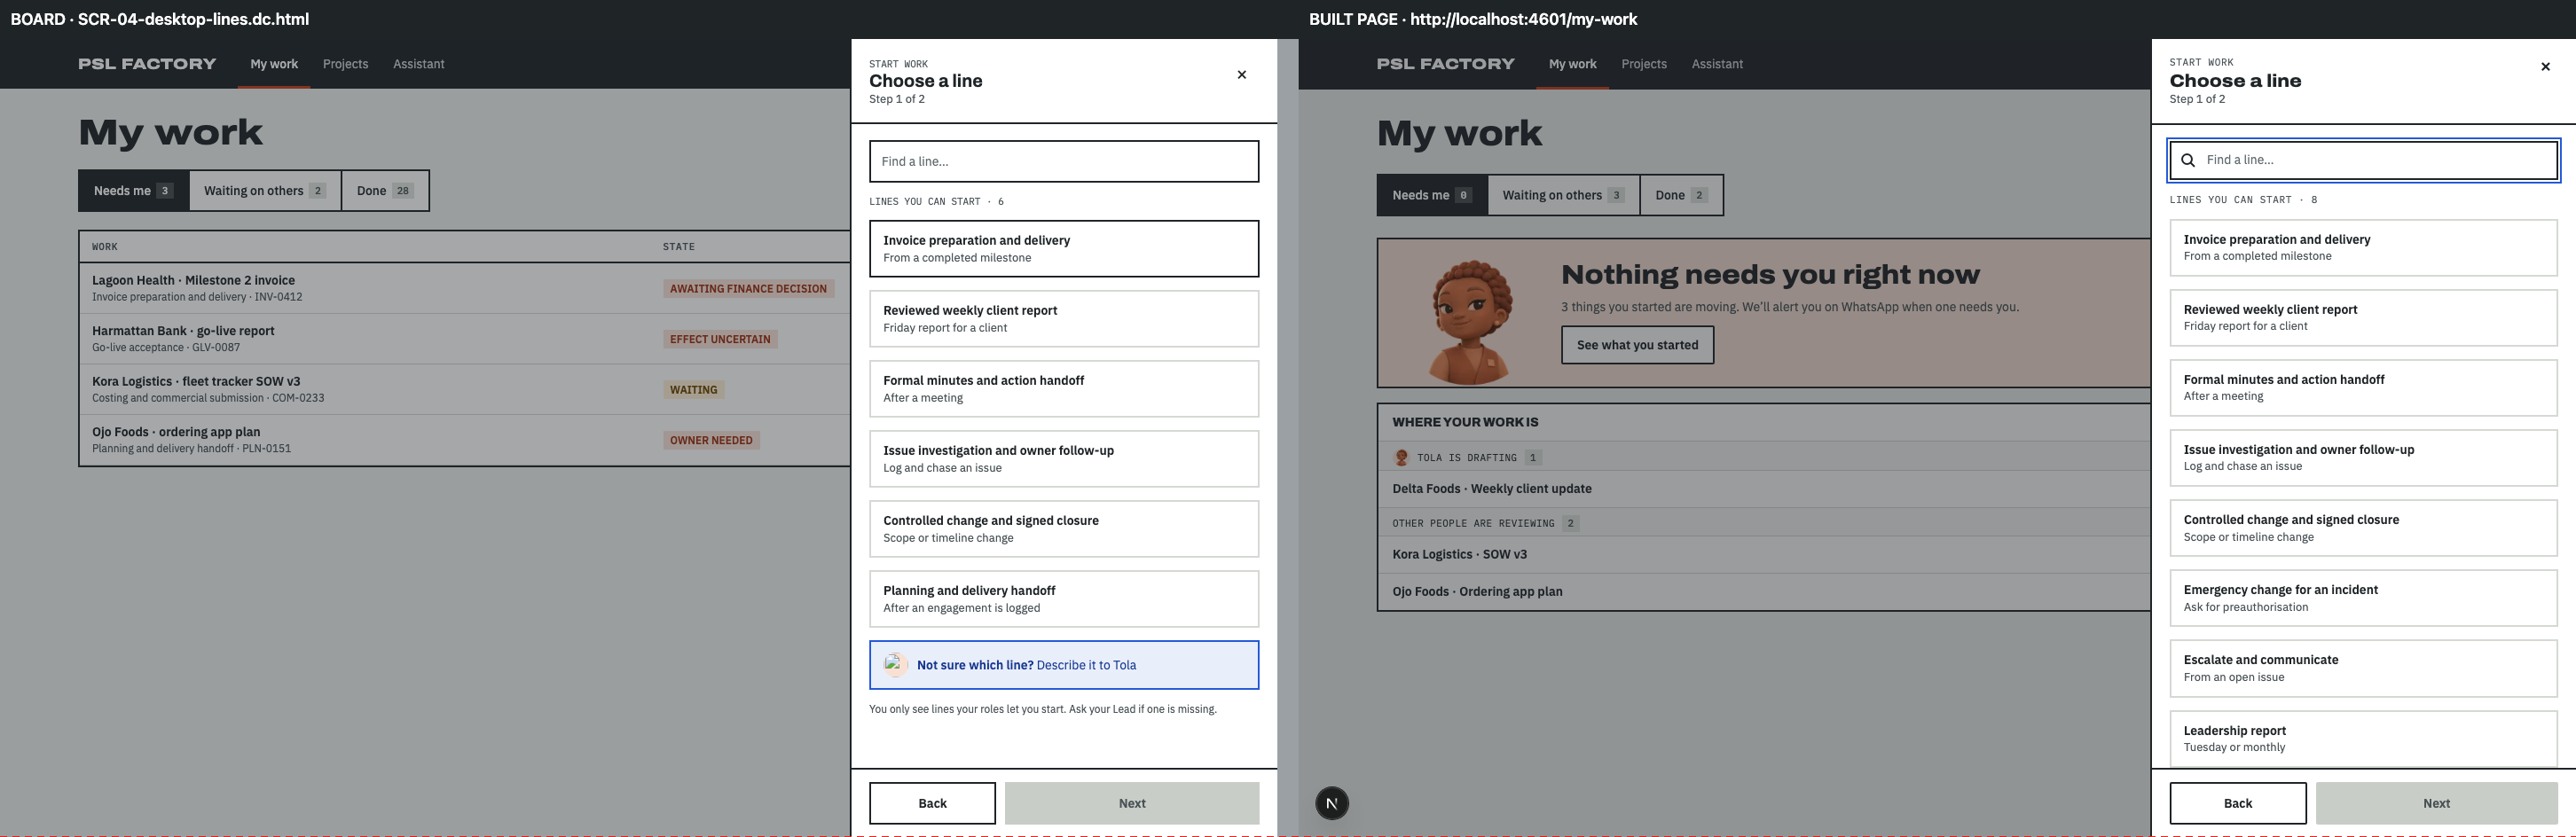 BOARD · SCR-04-desktop-lines.dc.html
PSL FACTORY My work Projects Assistant
My work
Needs me 3 Waiting on others 2 Done 28
WORK STATE
Lagoon Health · Milestone 2 invoice
Invoice preparation and delivery · INV-0412
AWAITING FINANCE DECISION
Harmattan Bank · go-live report
Go-live acceptance · GLV-0087
EFFECT UNCERTAIN
Kora Logistics · fleet tracker SOW v3
Costing and commercial submission · COM-0233
WAITING
Ojo Foods · ordering app plan
Planning and delivery handoff · PLN-0151
OWNER NEEDED
START WORK
Choose a line
Step 1 of 2
×
Find a line...
LINES YOU CAN START · 6
Invoice preparation and delivery
From a completed milestone
Reviewed weekly client report
Friday report for a client
Formal minutes and action handoff
After a meeting
Issue investigation and owner follow-up
Log and chase an issue
Controlled change and signed closure
Scope or timeline change
Planning and delivery handoff
After an engagement is logged
Not sure which line? Describe it to Tola
You only see lines your roles let you start. Ask your Lead if one is missing.
Back Next
BUILT PAGE · http://localhost:4601/my-work
PSL FACTORY My work Projects Assistant
My work
Needs me 0 Waiting on others 3 Done 2
Nothing needs you right now
3 things you started are moving. We'll alert you on WhatsApp when one needs you.
See what you started
WHERE YOUR WORK IS
TOLA IS DRAFTING 1
Delta Foods · Weekly client update
OTHER PEOPLE ARE REVIEWING 2
Kora Logistics · SOW v3
Ojo Foods · Ordering app plan
N
START WORK
Choose a line
Step 1 of 2
×
Find a line...
LINES YOU CAN START · 8
Invoice preparation and delivery
From a completed milestone
Reviewed weekly client report
Friday report for a client
Formal minutes and action handoff
After a meeting
Issue investigation and owner follow-up
Log and chase an issue
Controlled change and signed closure
Scope or timeline change
Emergency change for an incident
Ask for preauthorisation
Escalate and communicate
From an open issue
Leadership report
Tuesday or monthly
Back Next